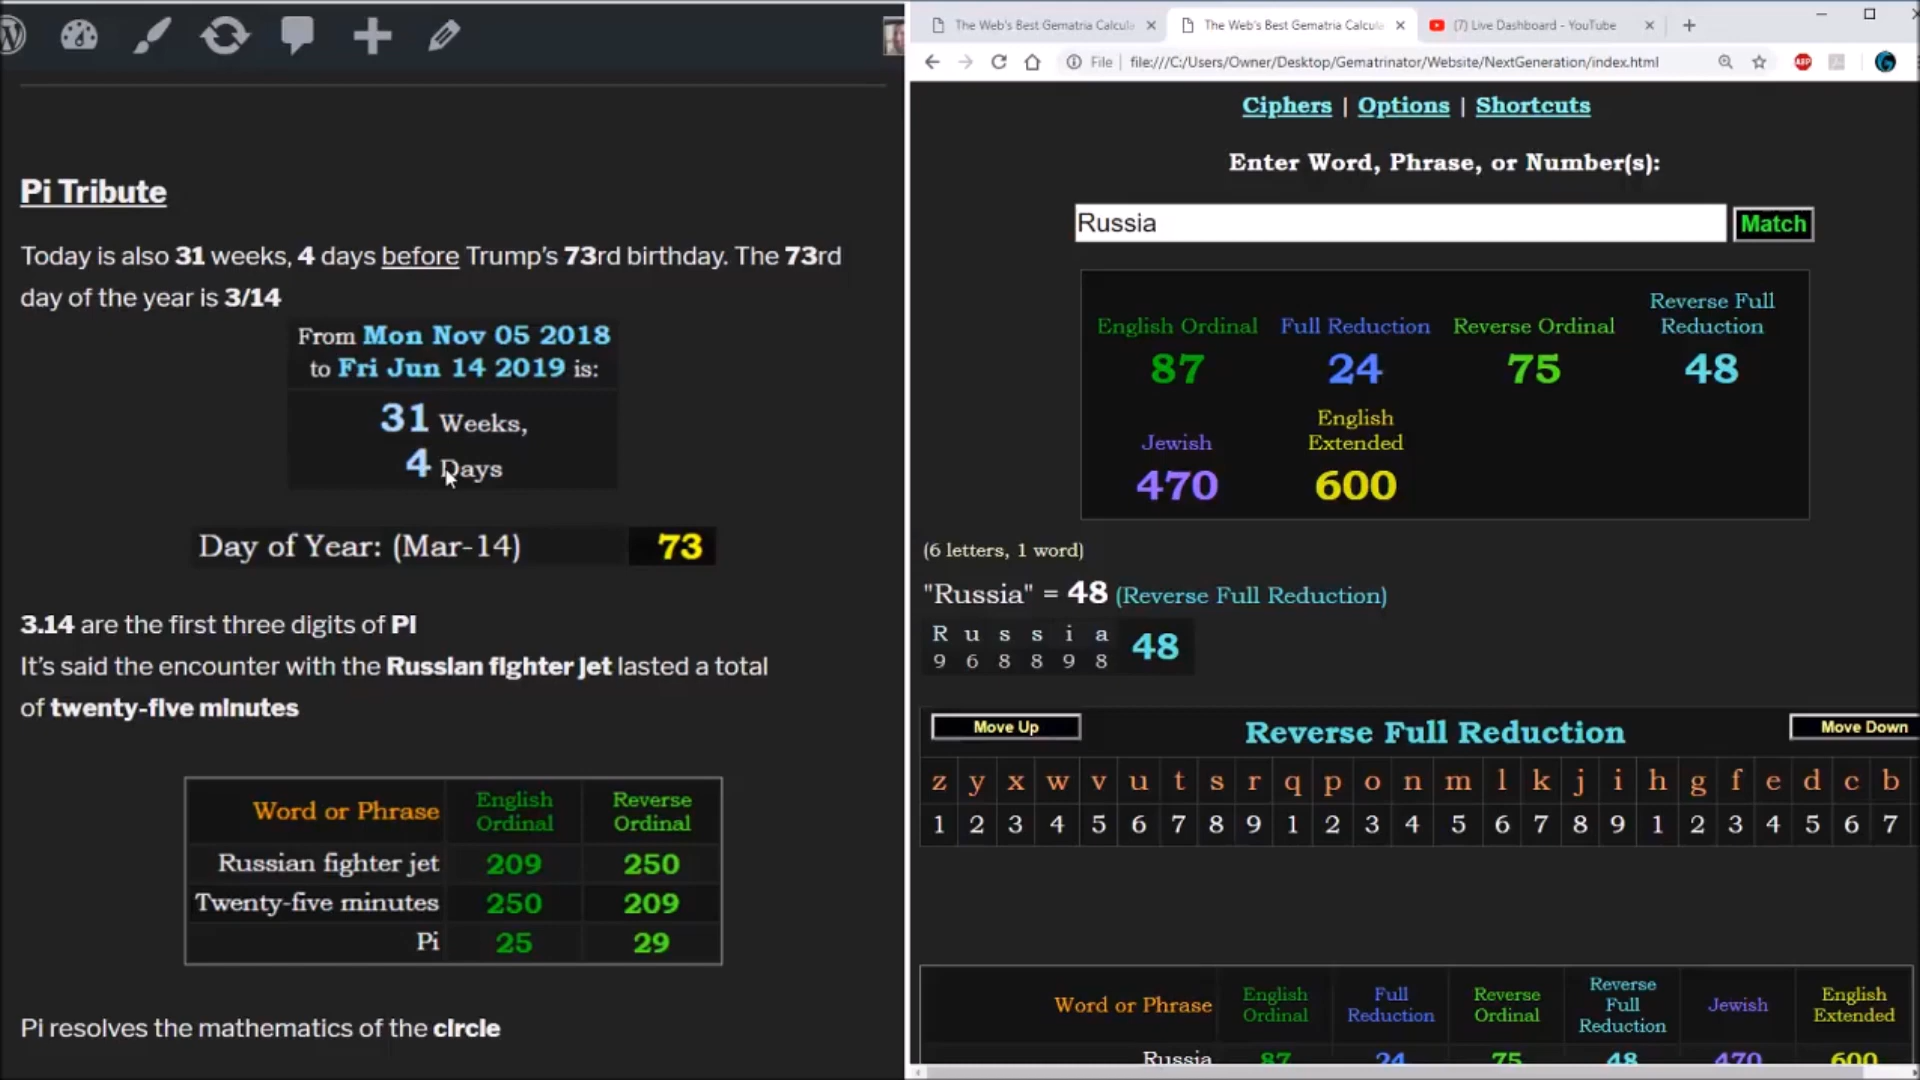 Pi Tribute
Today is also 31 weeks, 4 days before Trump's 73rd birthday. The 73rd
day of the year is 3/14
From Mon Nov 05 2018
to Fri Jun 14 2019 is:
31 Weeks,
4 Days
Day of Year: (Mar-14) 73
3.14 are the first three digits of PI
It's said the encounter with the Russian fighter jet lasted a total
of twenty-five minutes
Word or Phrase English Ordinal Reverse Ordinal
Russian fighter jet 209 250
Twenty-five minutes 250 209
Pi 25 29
Pi resolves the mathematics of the circle
The Web's Best Gematria Calcula The Web's Best Gematria Calcula (7) Live Dashboard - YouTube
File | file:///C:/Users/Owner/Desktop/Gematrinator/Website/NextGeneration/index.html ABP
Ciphers | Options | Shortcuts
Enter Word, Phrase, or Number(s):
Russia Match
English Ordinal Full Reduction Reverse Ordinal Reverse Full Reduction
87 24 75 48
Jewish English Extended
470 600
(6 letters, 1 word)
"Russia" = 48 (Reverse Full Reduction)
R u s s i a 48
9 6 8 8 9 8
Move Up Reverse Full Reduction Move Down
z y x w v u t s r q p o n m l k j i h g f e d c b
1 2 3 4 5 6 7 8 9 1 2 3 4 5 6 7 8 9 1 2 3 4 5 6 7
Word or Phrase English Ordinal Full Reduction Reverse Ordinal Reverse Full Reduction Jewish English Extended
Russia 87 24 75 48 470 600